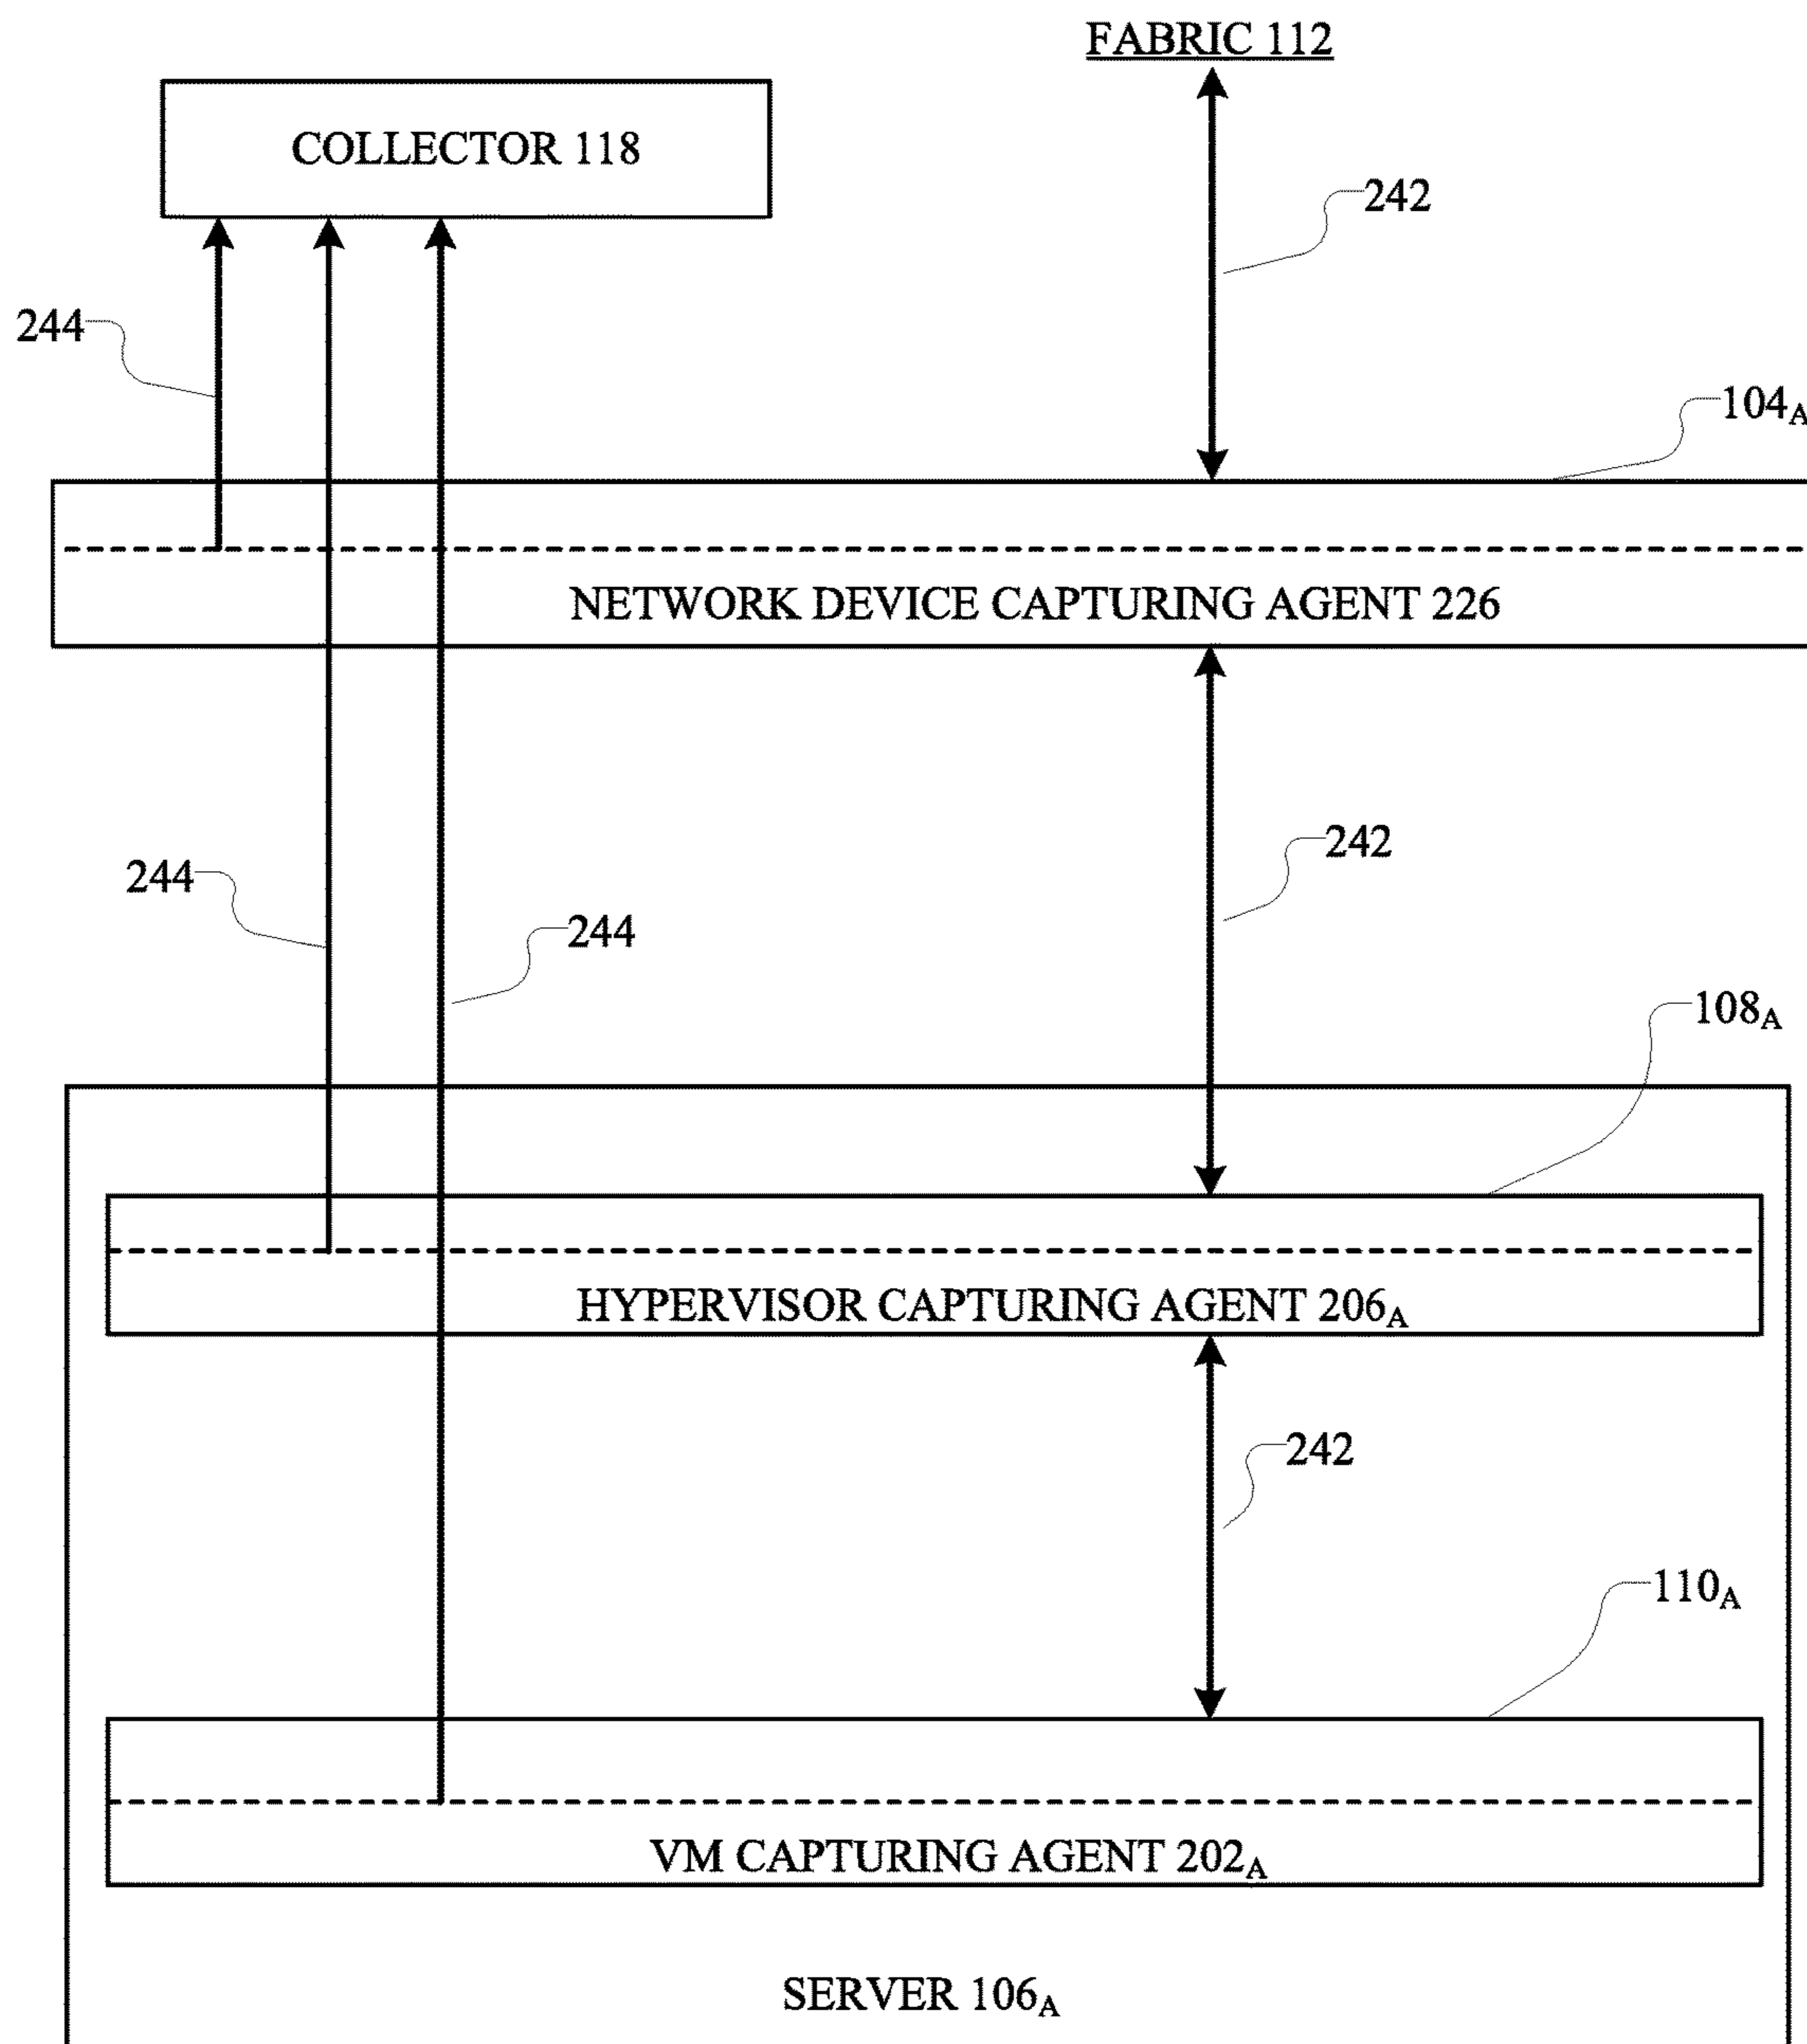 FABRIC 112
COLLECTOR 118
242
244
104A
NETWORK DEVICE CAPTURING AGENT 226
242
244
244
108A
HYPERVISOR CAPTURING AGENT 206A
242
110A
VM CAPTURING AGENT 202A
SERVER 106A